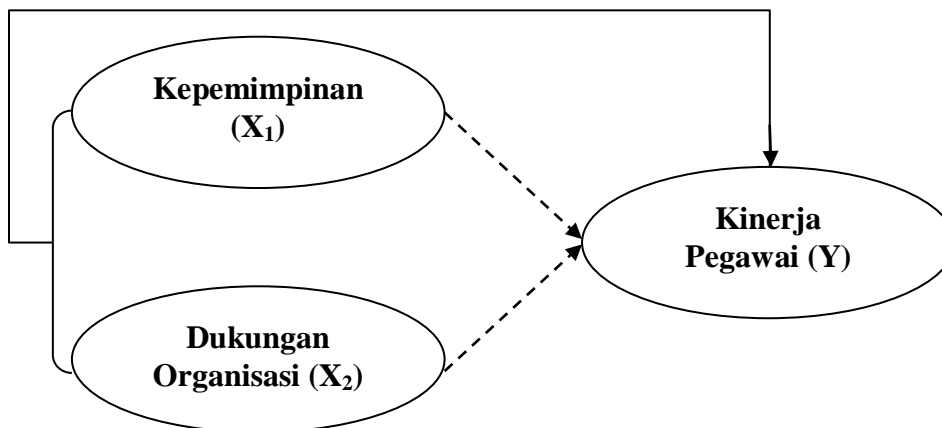 Kepemimpinan
(X₁)
Kinerja
Pegawai (Y)
Dukungan
Organisasi (X₂)